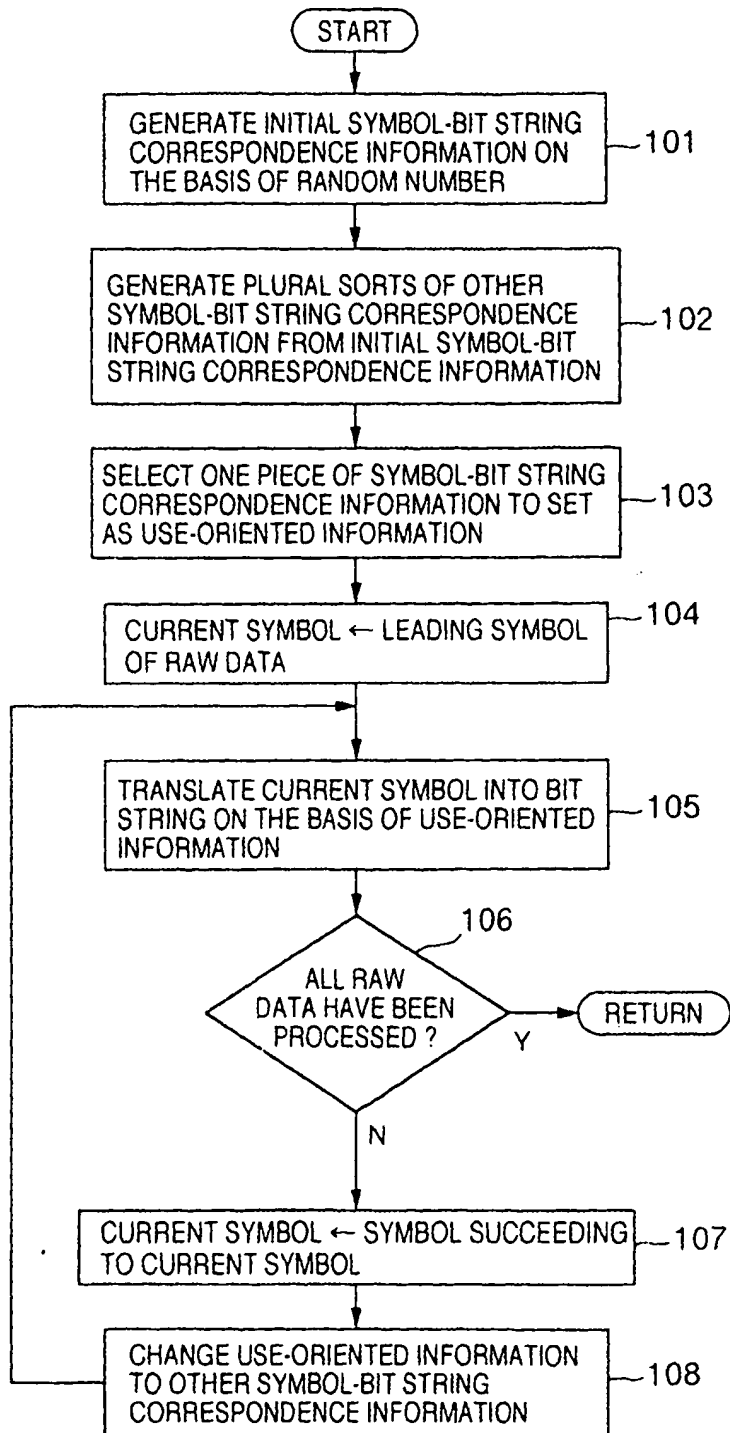 START
GENERATE INITIAL SYMBOL-BIT STRING
CORRESPONDENCE INFORMATION ON
THE BASIS OF RANDOM NUMBER
101
GENERATE PLURAL SORTS OF OTHER
SYMBOL-BIT STRING CORRESPONDENCE
INFORMATION FROM INITIAL SYMBOL-BIT
STRING CORRESPONDENCE INFORMATION
102
SELECT ONE PIECE OF SYMBOL-BIT STRING
CORRESPONDENCE INFORMATION TO SET
AS USE-ORIENTED INFORMATION
103
CURRENT SYMBOL ← LEADING SYMBOL
OF RAW DATA
104
TRANSLATE CURRENT SYMBOL INTO BIT
STRING ON THE BASIS OF USE-ORIENTED
INFORMATION
105
106
ALL RAW
DATA HAVE BEEN
PROCESSED ?
Y
RETURN
N
CURRENT SYMBOL ← SYMBOL SUCCEEDING
TO CURRENT SYMBOL
107
CHANGE USE-ORIENTED INFORMATION
TO OTHER SYMBOL-BIT STRING
CORRESPONDENCE INFORMATION
108